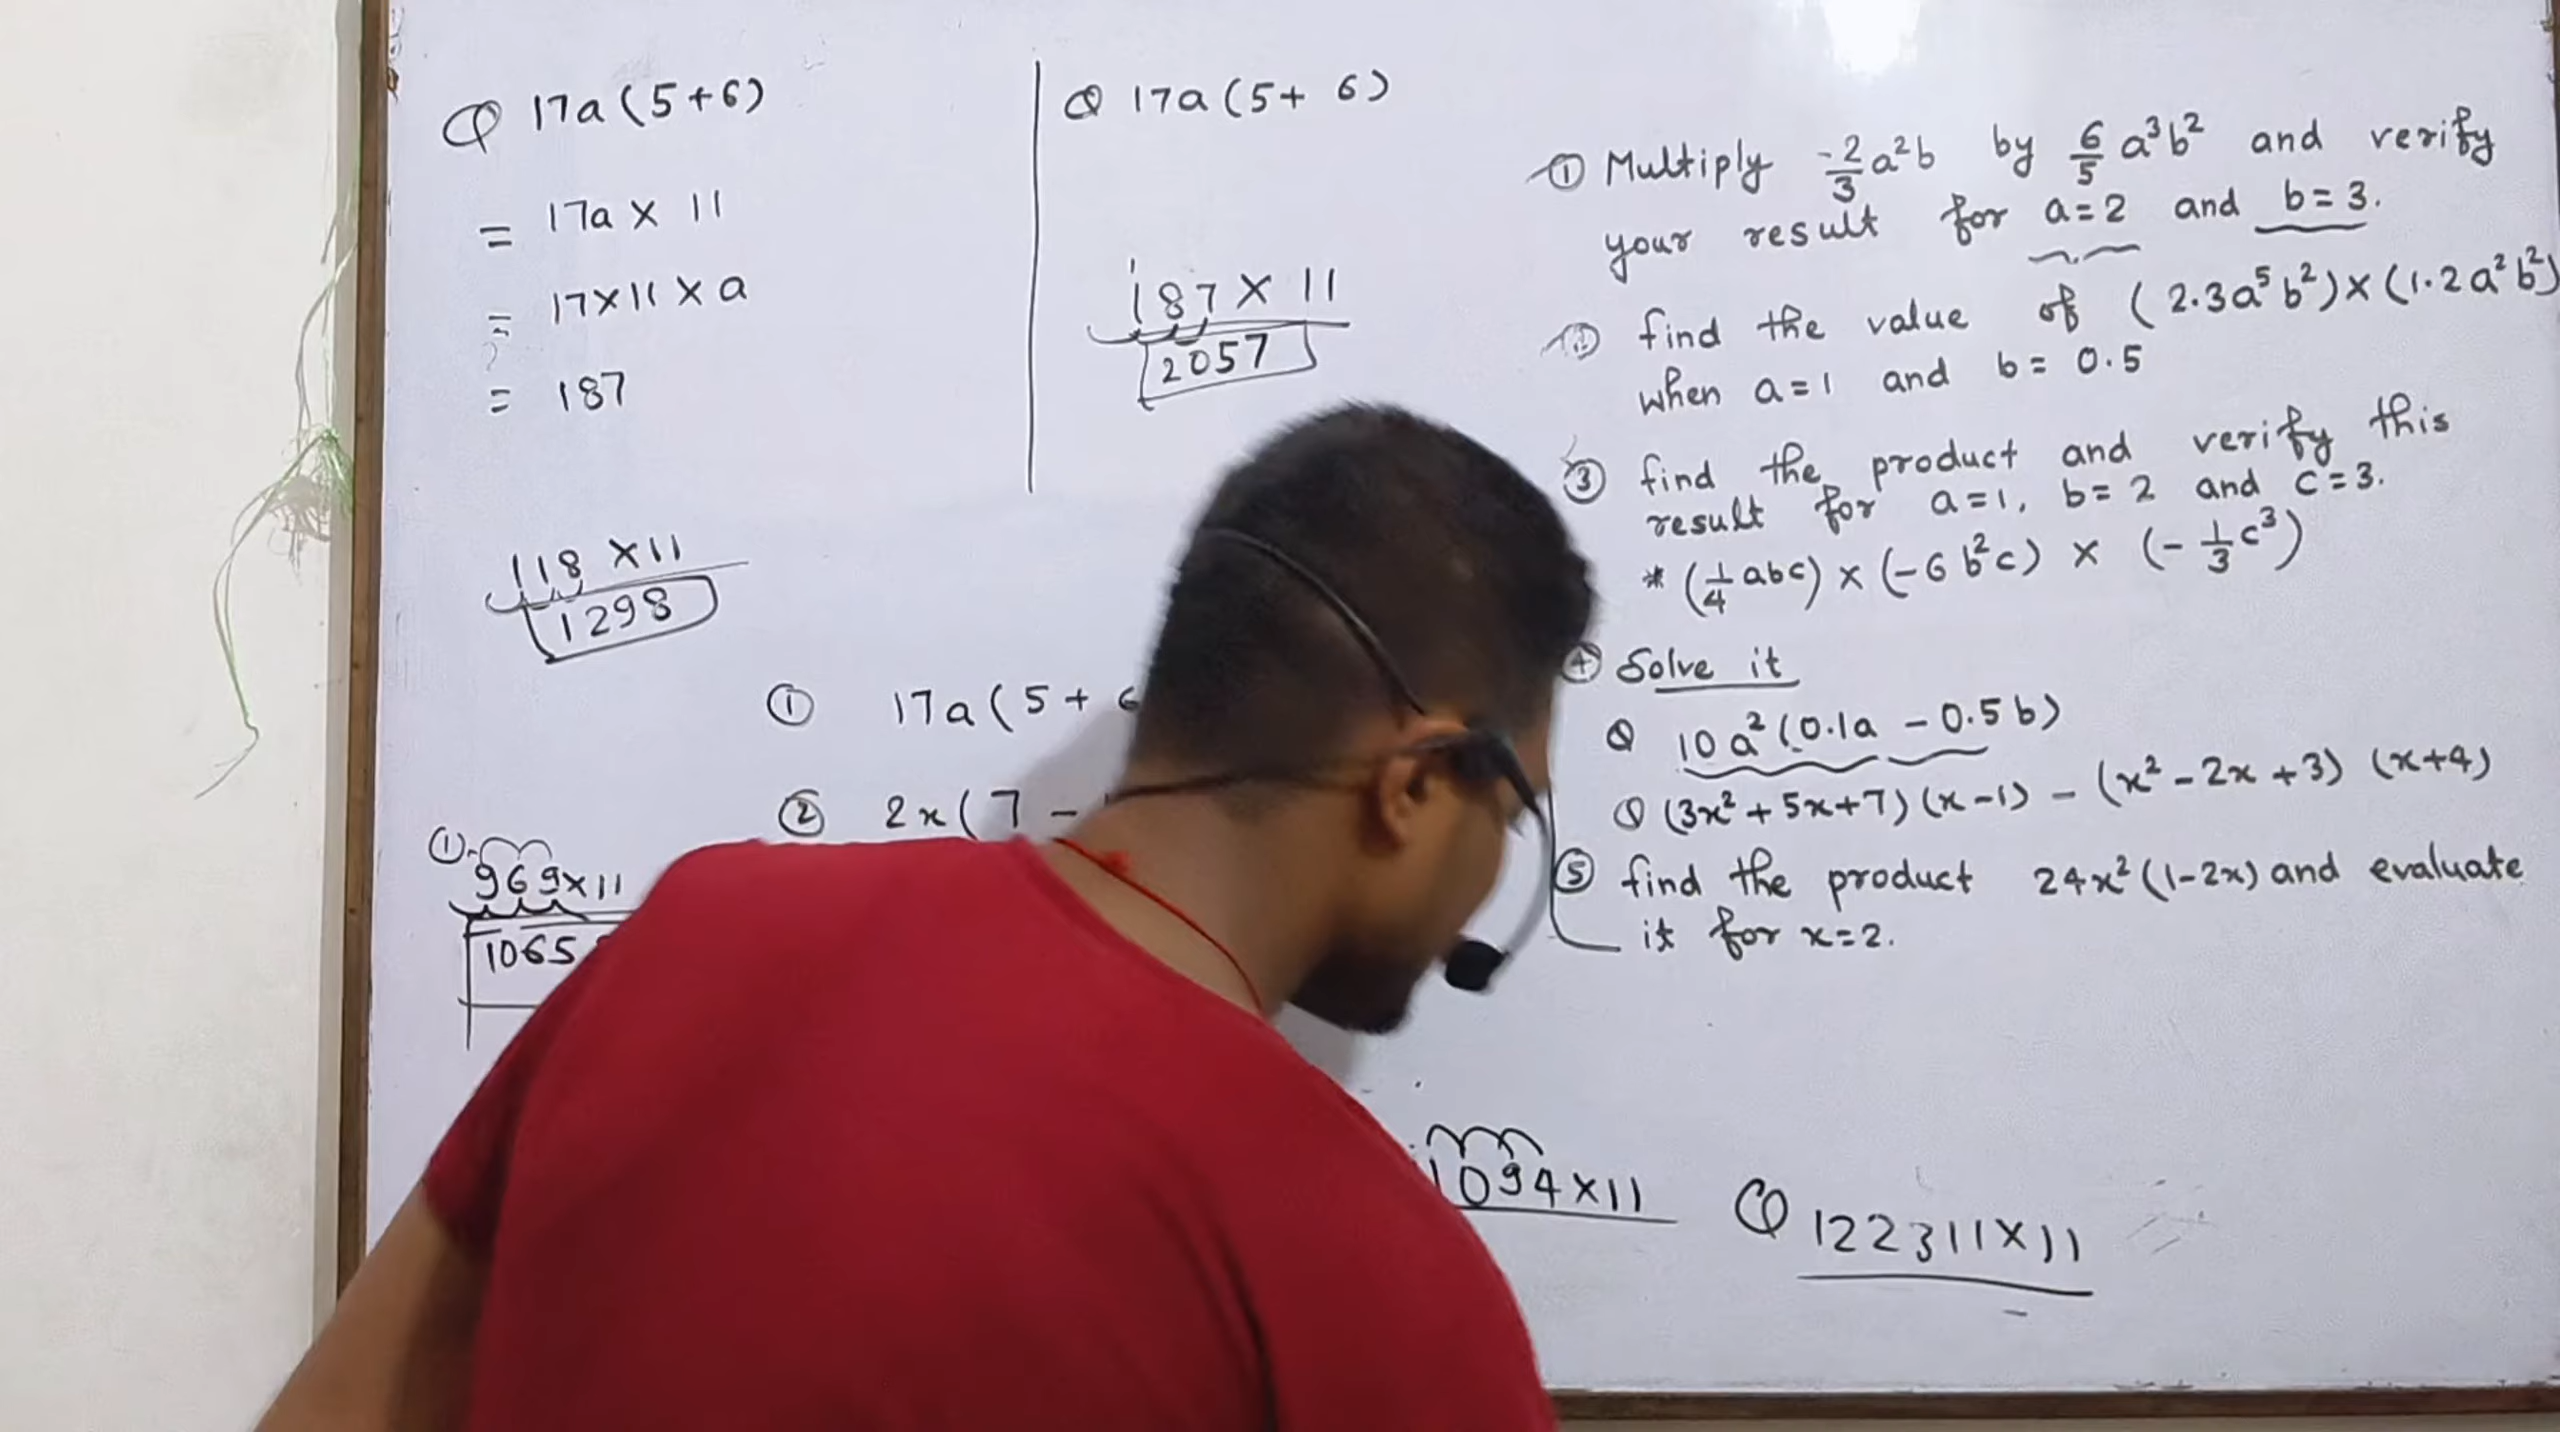 Q 17a(5+6)
= 17a × 11
= 17×11 × a
= 187
118 ×11
1298
Q 17a(5+ 6)
187 × 11
2057
① 17a(5+ 6
② 2x(7 -
① 969×11
1065
① Multiply -2/3 a²b by 6/5 a³b² and verify
your result for a=2 and b=3.
② find the value of (2.3a⁵b²)×(1.2a²b²)
when a=1 and b= 0.5
③ find the product and verify this
result for a=1, b=2 and c=3.
* (1/4 abc) × (-6b²c) × (-1/3 c³)
④ Solve it
Q 10a²(0.1a - 0.5b)
Q (3x²+5x+7)(x-1) - (x²-2x+3) (x+4)
⑤ find the product 24x²(1-2x) and evaluate
it for x=2.
1094×11
Q 122311×11